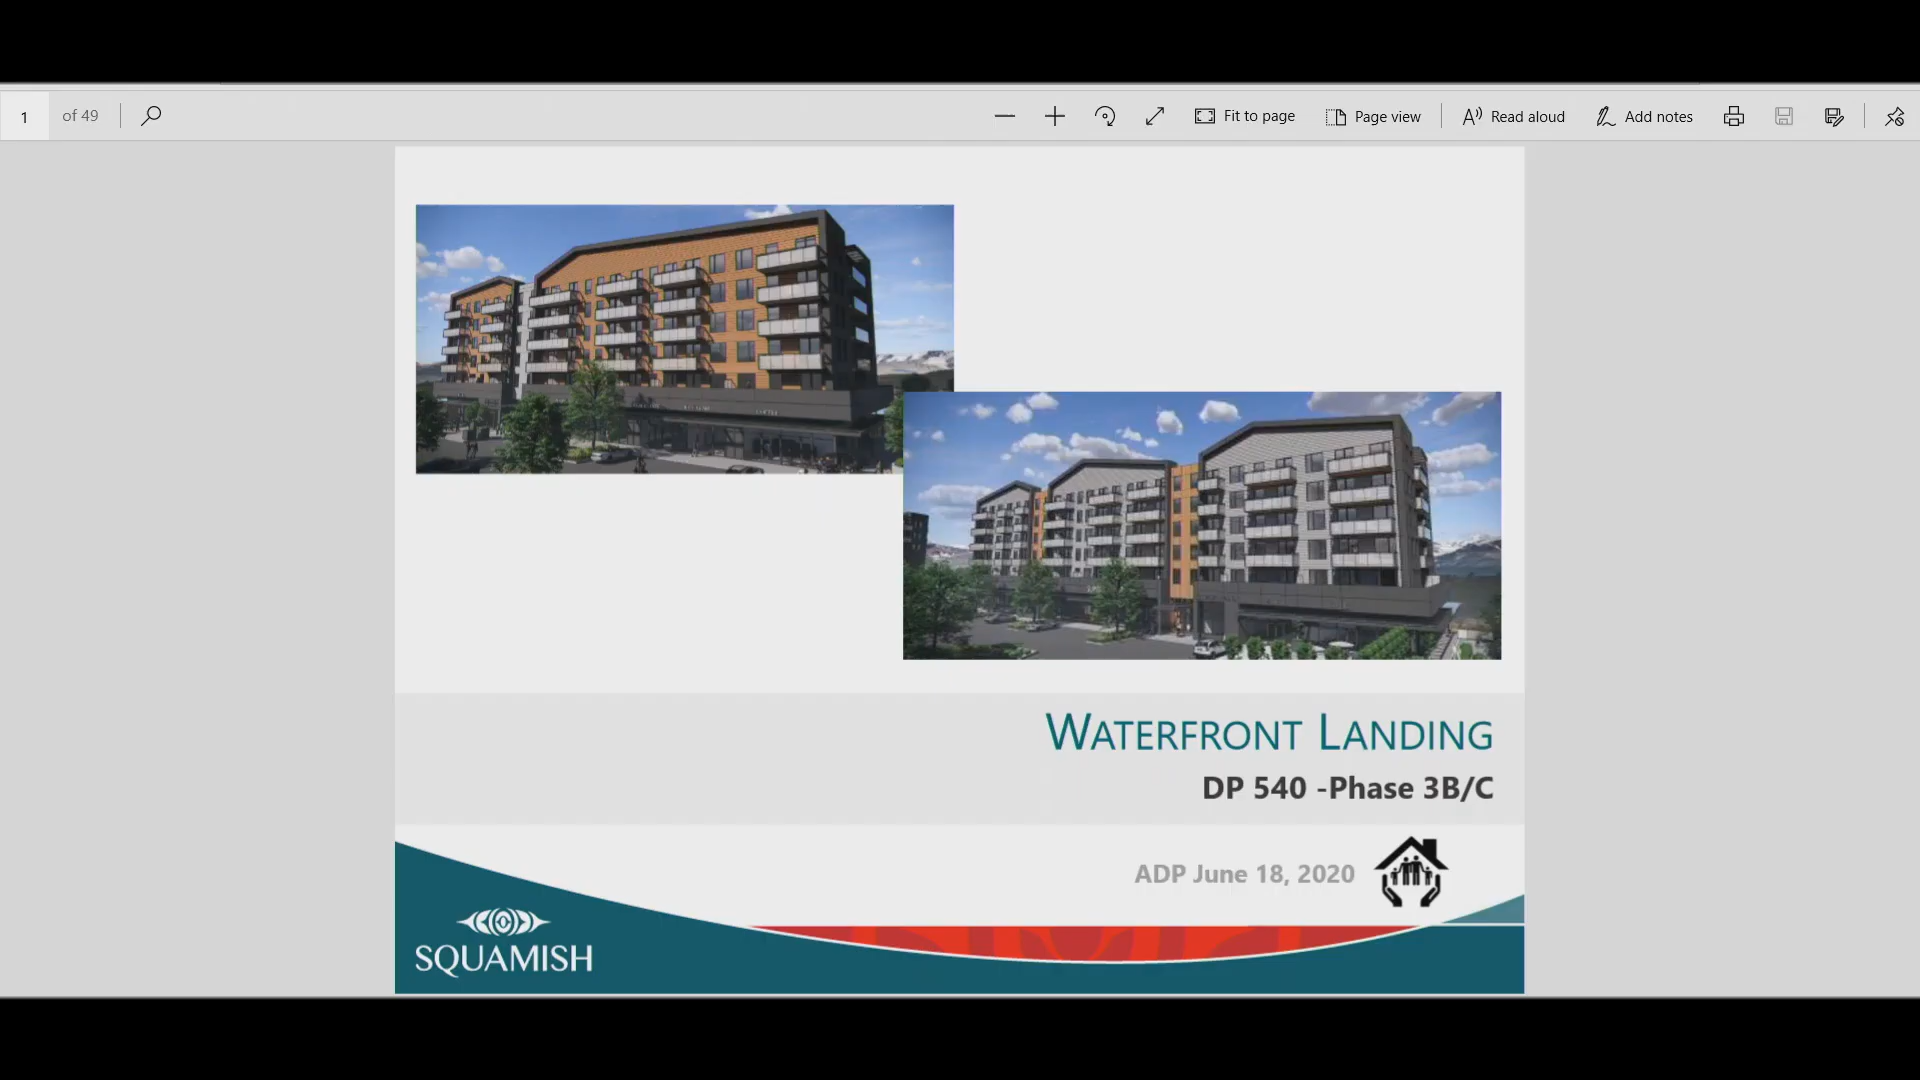 1 of 49 Fit to page Page view Read aloud Add notes
WATERFRONT LANDING
DP 540 -Phase 3B/C
ADP June 18, 2020
SQUAMISH